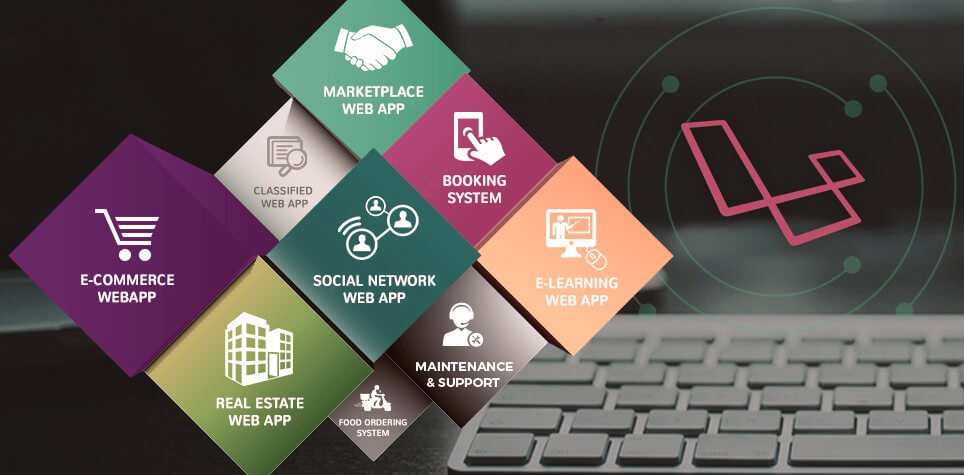 MARKETPLACE
WEB APP
CLASSIFIED
WEB APP
BOOKING
SYSTEM
E-COMMERCE
WEBAPP
SOCIAL NETWORK
WEB APP
E-LEARNING
WEB APP
REAL ESTATE
WEB APP
MAINTENANCE
& SUPPORT
FOOD ORDERING
SYSTEM